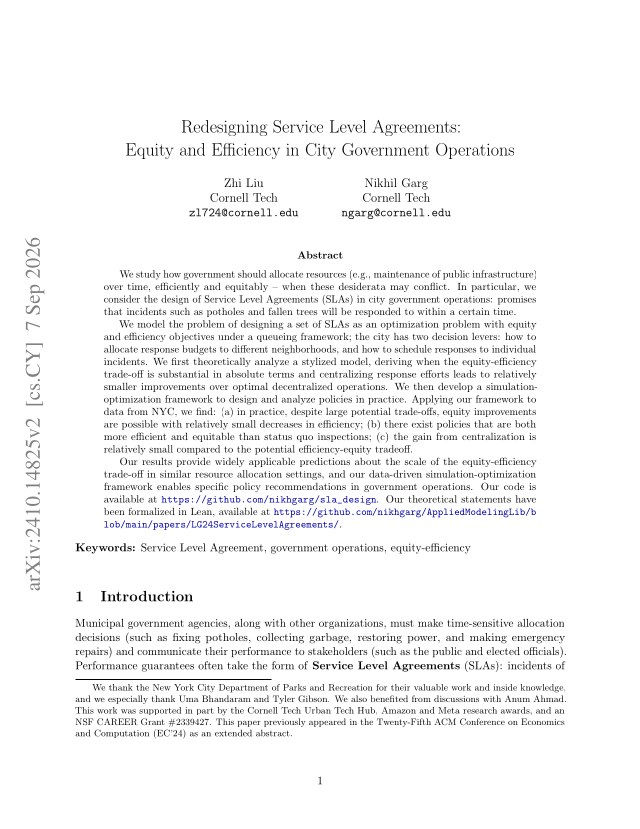 arXiv:2410.14825v2 [cs.CY] 7 Sep 2026
Redesigning Service Level Agreements:
Equity and Efficiency in City Government Operations
Zhi Liu
Cornell Tech
zl724@cornell.edu
Nikhil Garg
Cornell Tech
ngarg@cornell.edu
Abstract
We study how government should allocate resources (e.g., maintenance of public infrastructure)
over time, efficiently and equitably – when these desiderata may conflict. In particular, we
consider the design of Service Level Agreements (SLAs) in city government operations: promises
that incidents such as potholes and fallen trees will be responded to within a certain time.
We model the problem of designing a set of SLAs as an optimization problem with equity
and efficiency objectives under a queueing framework; the city has two decision levers: how to
allocate response budgets to different neighborhoods, and how to schedule responses to individual
incidents. We first theoretically analyze a stylized model, deriving when the equity-efficiency
trade-off is substantial in absolute terms and centralizing response efforts leads to relatively
smaller improvements over optimal decentralized operations. We then develop a simulation-
optimization framework to design and analyze policies in practice. Applying our framework to
data from NYC, we find: (a) in practice, despite large potential trade-offs, equity improvements
are possible with relatively small decreases in efficiency; (b) there exist policies that are both
more efficient and equitable than status quo inspections; (c) the gain from centralization is
relatively small compared to the potential efficiency-equity tradeoff.
Our results provide widely applicable predictions about the scale of the equity-efficiency
trade-off in similar resource allocation settings, and our data-driven simulation-optimization
framework enables specific policy recommendations in government operations. Our code is
available at https://github.com/nikhgarg/sla_design. Our theoretical statements have
been formalized in Lean, available at https://github.com/nikhgarg/AppliedModelingLib/b
lob/main/papers/LG24ServiceLevelAgreements/.
Keywords: Service Level Agreement, government operations, equity-efficiency
1 Introduction
Municipal government agencies, along with other organizations, must make time-sensitive allocation
decisions (such as fixing potholes, collecting garbage, restoring power, and making emergency
repairs) and communicate their performance to stakeholders (such as the public and elected officials).
Performance guarantees often take the form of Service Level Agreements (SLAs): incidents of
We thank the New York City Department of Parks and Recreation for their valuable work and inside knowledge,
and we especially thank Uma Bhandaram and Tyler Gibson. We also benefited from discussions with Anum Ahmad.
This work was supported in part by the Cornell Tech Urban Tech Hub, Amazon and Meta research awards, and an
NSF CAREER Grant #2339427. This paper previously appeared in the Twenty-Fifth ACM Conference on Economics
and Computation (EC'24) as an extended abstract.
1